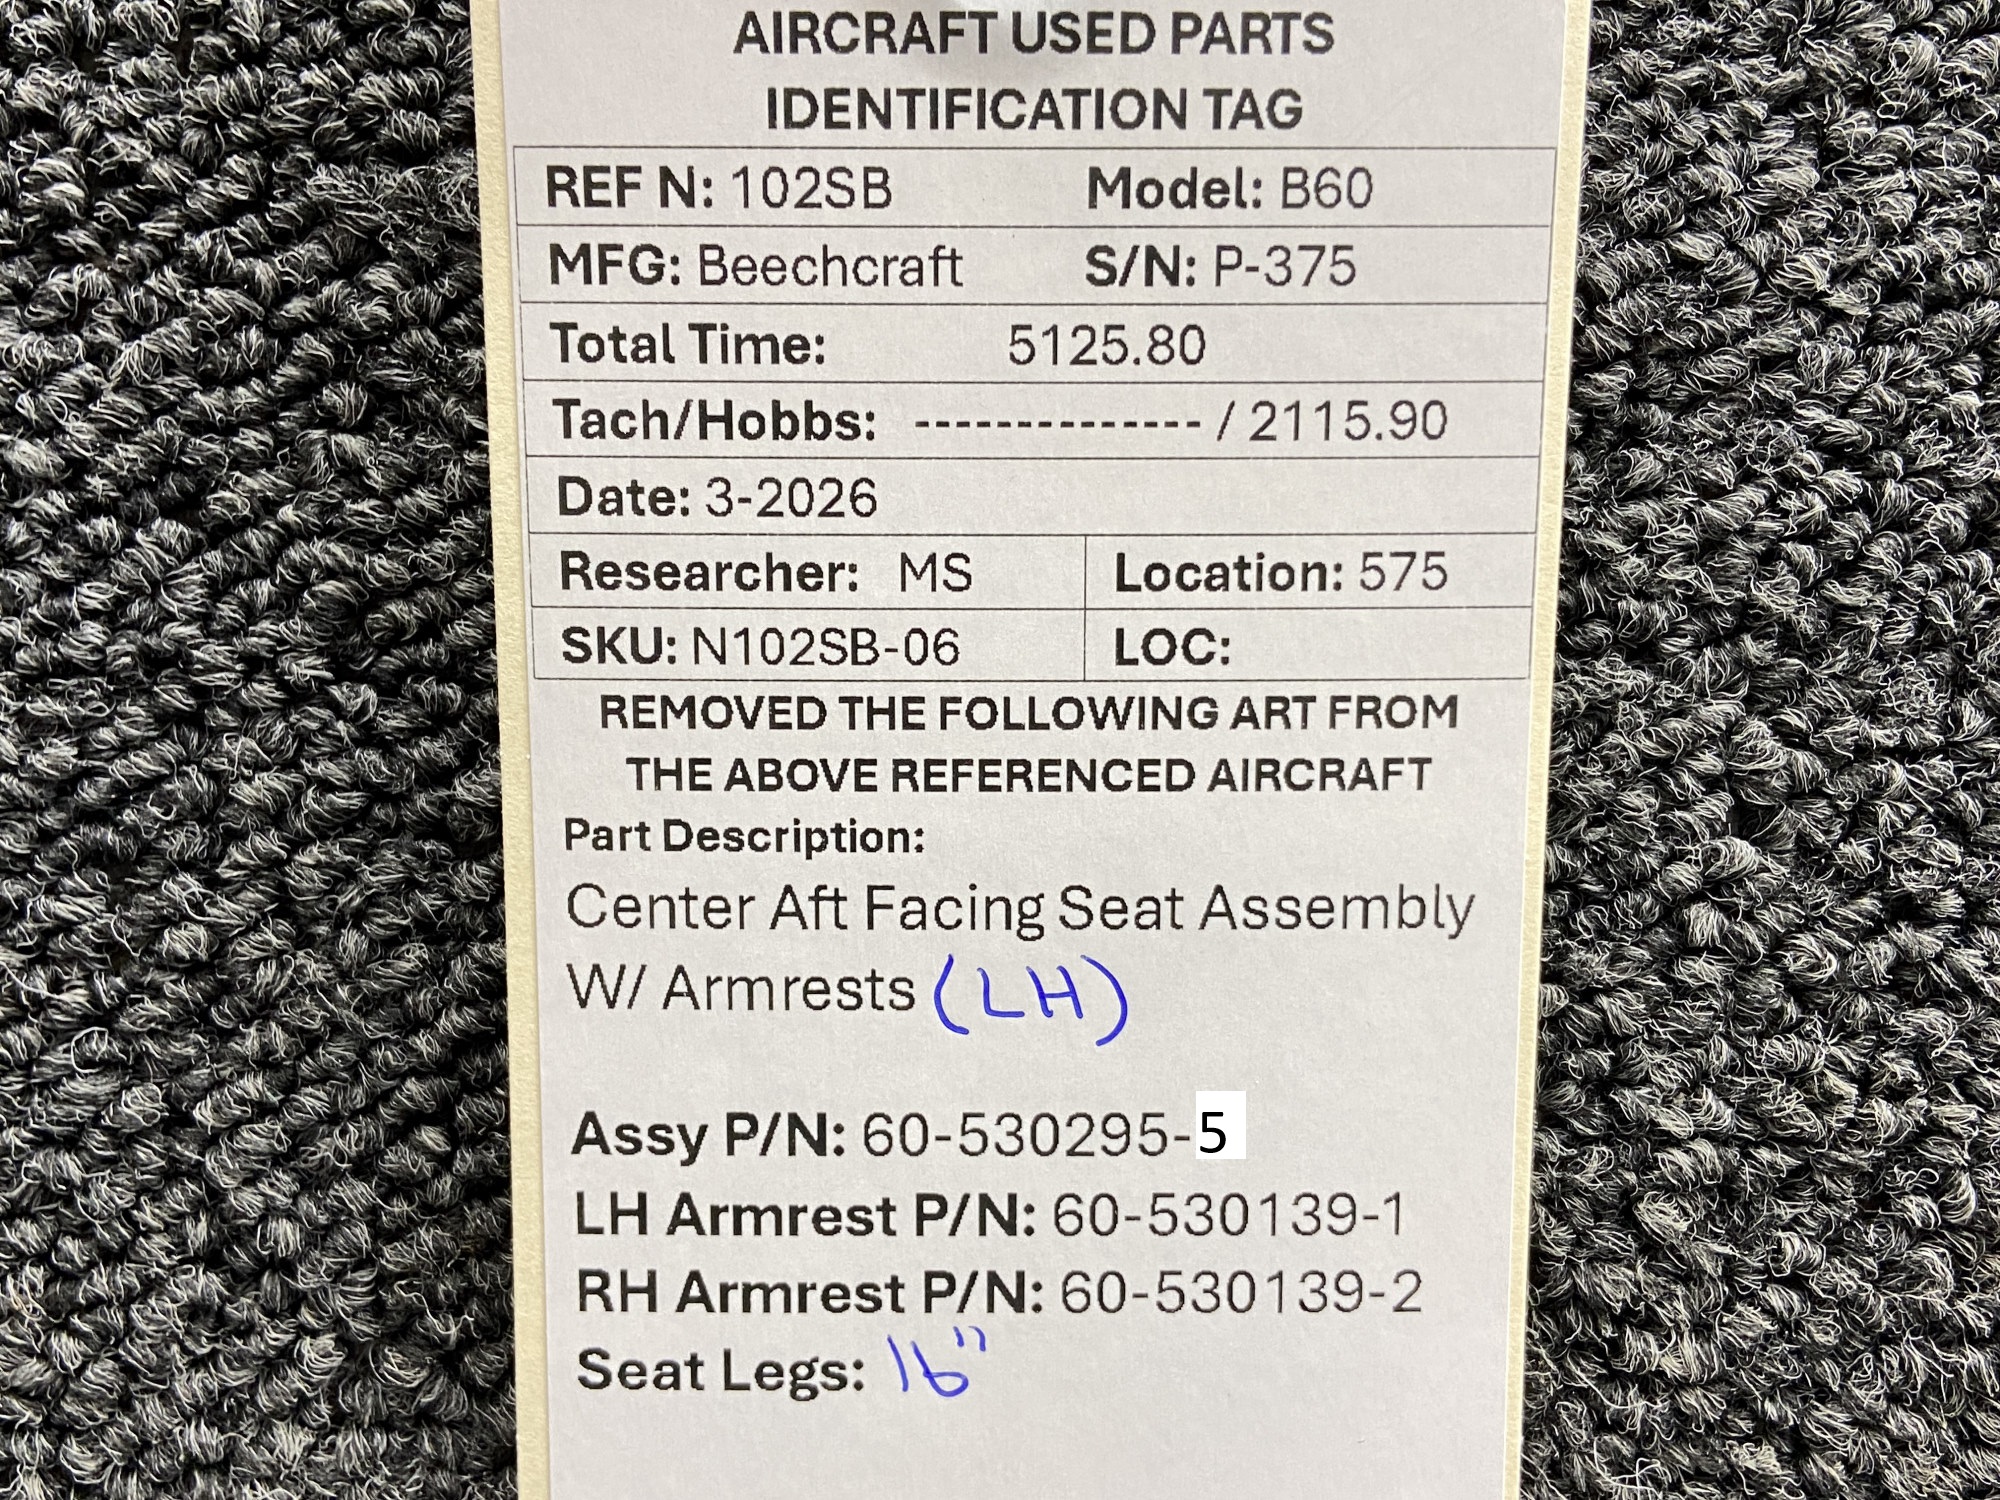 AIRCRAFT USED PARTS
IDENTIFICATION TAG
REF N: 102SB Model: B60
MFG: Beechcraft S/N: P-375
Total Time: 5125.80
Tach/Hobbs: -------------- / 2115.90
Date: 3-2026
Researcher: MS Location: 575
SKU: N102SB-06 LOC:
REMOVED THE FOLLOWING ART FROM
THE ABOVE REFERENCED AIRCRAFT
Part Description:
Center Aft Facing Seat Assembly
W/ Armrests (LH)
Assy P/N: 60-530295-5
LH Armrest P/N: 60-530139-1
RH Armrest P/N: 60-530139-2
Seat Legs: 16"